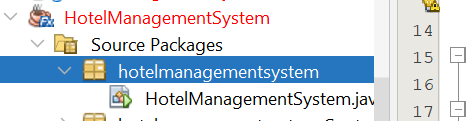 HotelManagementSystem
Source Packages
hotelmanagementsystem
HotelManagementSystem.jav
14
15
16
17